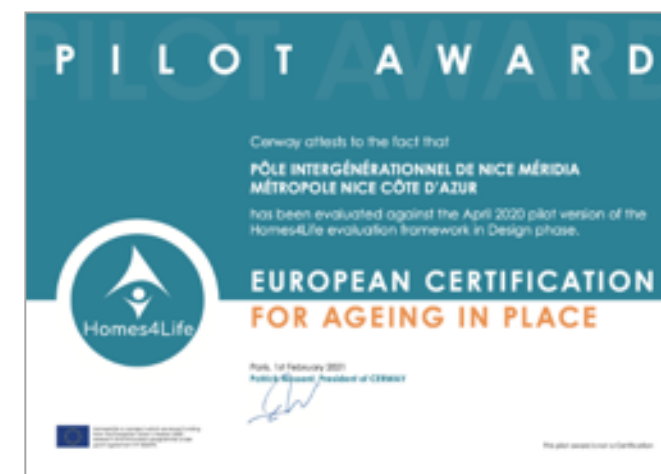 PILOT AWARD
Cerway attests to the fact that
PÔLE INTERGÉNÉRATIONNEL DE NICE MÉRIDIA
MÉTROPOLE NICE CÔTE D'AZUR
has been evaluated against the April 2020 pilot version of the
Homes4Life evaluation framework in Design phase.
EUROPEAN CERTIFICATION
FOR AGEING IN PLACE
Homes4Life
Paris, 1st February 2021
President of CERWAY
This pilot award is not a Certification